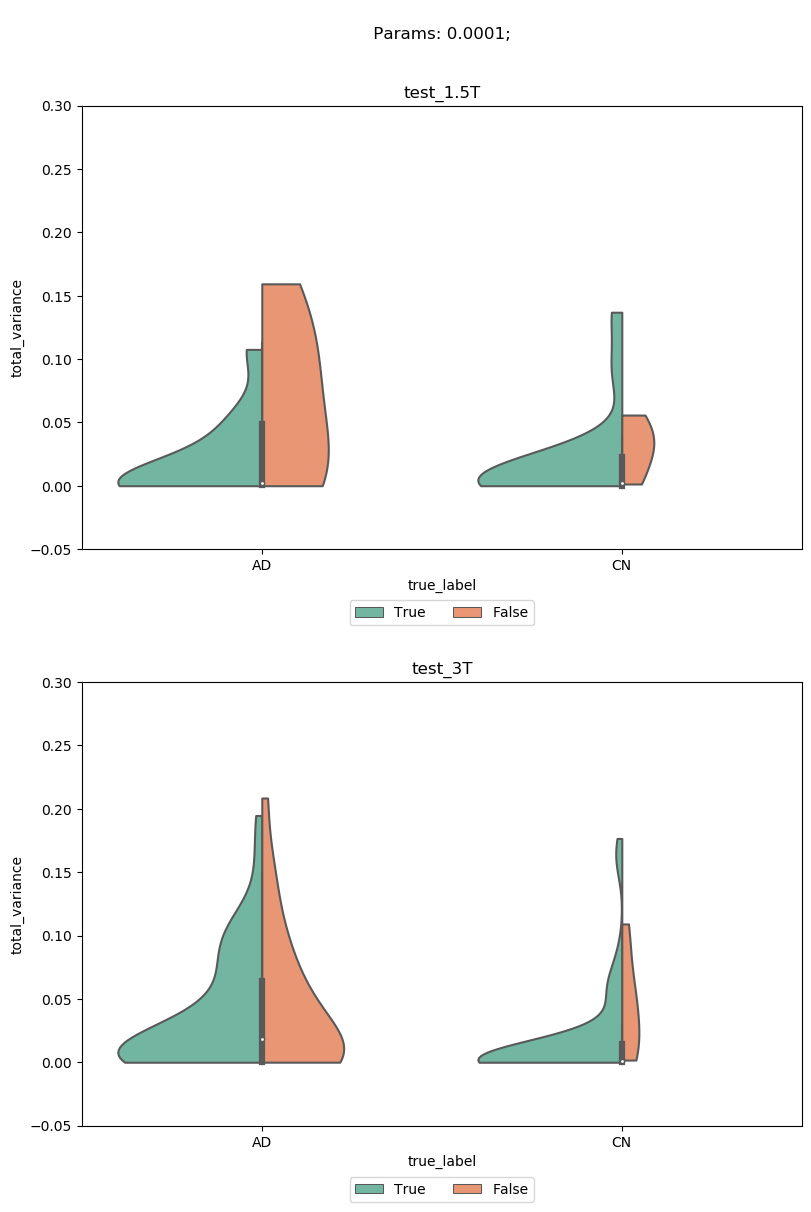 Params: 0.0001;
test_1.5T
0.30
0.25
0.20
0.15
0.10
0.05
0.00
−0.05
total_variance
AD CN
true_label
True False
test_3T
0.30
0.25
0.20
0.15
0.10
0.05
0.00
−0.05
total_variance
AD CN
true_label
True False